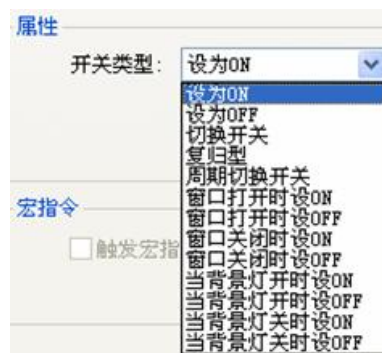 属性
开关类型: 设为ON
设为ON
设为OFF
切换开关
复归型
周期切换开关
窗口打开时设ON
窗口打开时设OFF
窗口关闭时设ON
窗口关闭时设OFF
当背景灯开时设ON
当背景灯开时设OFF
当背景灯关时设ON
当背景灯关时设OFF
宏指令
触发宏指